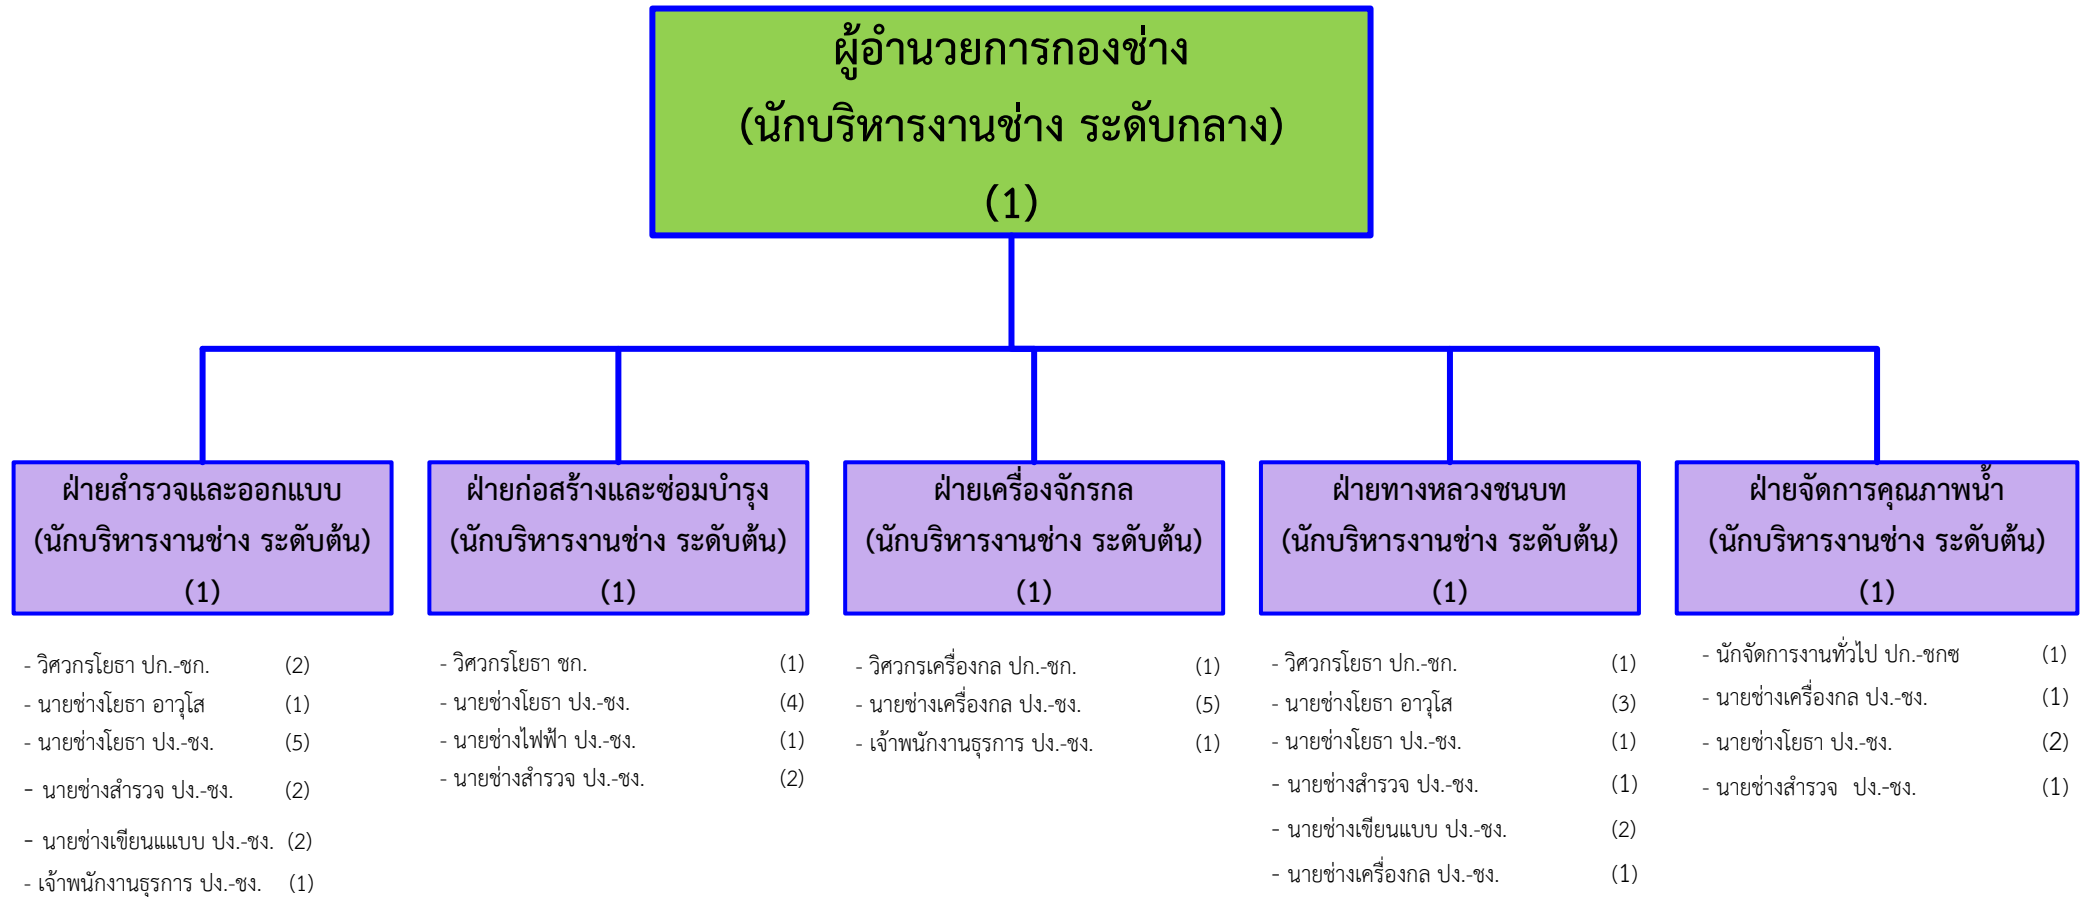 ผู้อำนวยการกองช่าง
(นักบริหารงานช่าง ระดับกลาง)
(1)
ฝ่ายสำรวจและออกแบบ
(นักบริหารงานช่าง ระดับต้น)
(1)
- วิศวกรโยธา ปก.-ชก. (2)
- นายช่างโยธา อาวุโส (1)
- นายช่างโยธา ปง.-ชง. (5)
- นายช่างสำรวจ ปง.-ชง. (2)
- นายช่างเขียนแแบบ ปง.-ชง. (2)
- เจ้าพนักงานธุรการ ปง.-ชง. (1)
ฝ่ายก่อสร้างและซ่อมบำรุง
(นักบริหารงานช่าง ระดับต้น)
(1)
- วิศวกรโยธา ชก. (1)
- นายช่างโยธา ปง.-ชง. (4)
- นายช่างไฟฟ้า ปง.-ชง. (1)
- นายช่างสำรวจ ปง.-ชง. (2)
ฝ่ายเครื่องจักรกล
(นักบริหารงานช่าง ระดับต้น)
(1)
- วิศวกรเครื่องกล ปก.-ชก. (1)
- นายช่างเครื่องกล ปง.-ชง. (5)
- เจ้าพนักงานธุรการ ปง.-ชง. (1)
ฝ่ายทางหลวงชนบท
(นักบริหารงานช่าง ระดับต้น)
(1)
- วิศวกรโยธา ปก.-ชก. (1)
- นายช่างโยธา อาวุโส (3)
- นายช่างโยธา ปง.-ชง. (1)
- นายช่างสำรวจ ปง.-ชง. (1)
- นายช่างเขียนแบบ ปง.-ชง. (2)
- นายช่างเครื่องกล ปง.-ชง. (1)
ฝ่ายจัดการคุณภาพน้ำ
(นักบริหารงานช่าง ระดับต้น)
(1)
- นักจัดการงานทั่วไป ปก.-ชกซ (1)
- นายช่างเครื่องกล ปง.-ชง. (1)
- นายช่างโยธา ปง.-ชง. (2)
- นายช่างสำรวจ ปง.-ชง. (1)